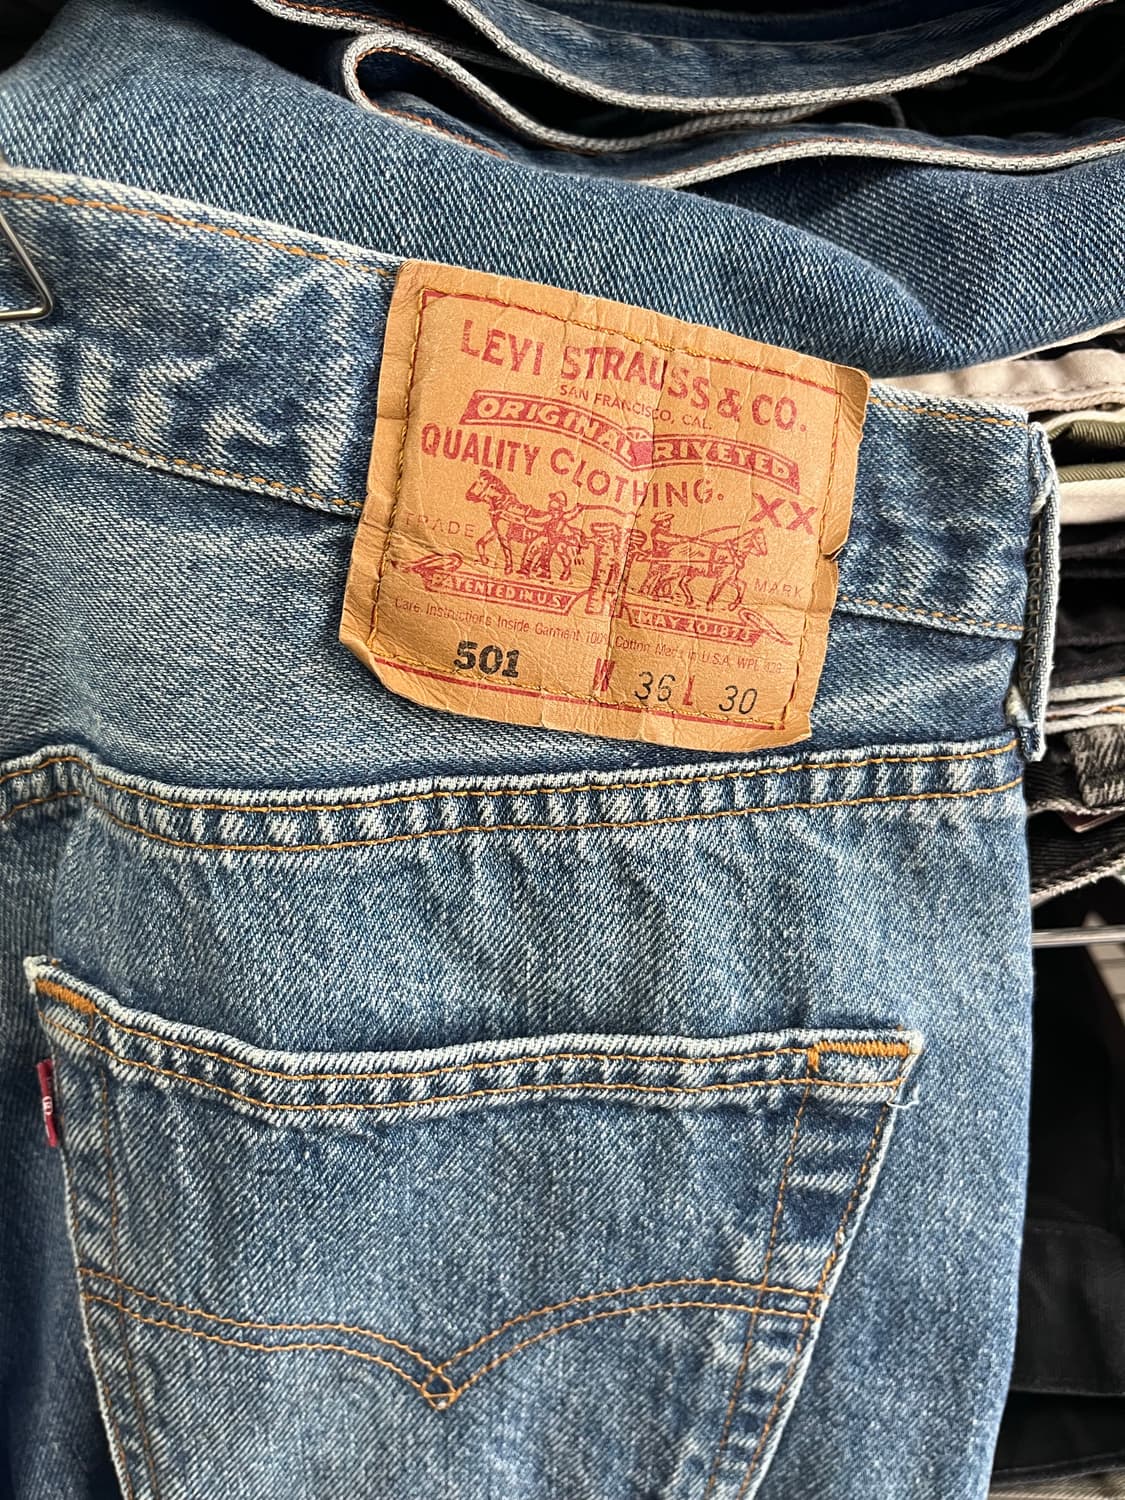 LEVI STRAUSS & CO.
SAN FRANCISCO, CAL.
ORIGINAL RIVETED
QUALITY CLOTHING.
XX
TRADE MARK
PATENTED IN U.S. MAY 20 1873
Care Instructions Inside Garment 100% Cotton Made in U.S.A. WPL 423
501 W 36 L 30
®